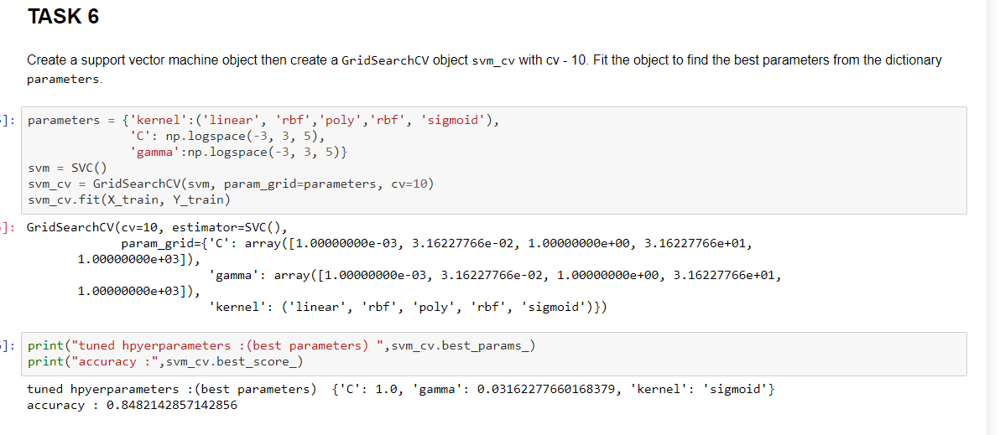 TASK 6
Create a support vector machine object then create a GridSearchCV object svm_cv with cv - 10. Fit the object to find the best parameters from the dictionary
parameters.
]: parameters = {'kernel':('linear', 'rbf','poly','rbf', 'sigmoid'),
'C': np.logspace(-3, 3, 5),
'gamma':np.logspace(-3, 3, 5)}
svm = SVC()
svm_cv = GridSearchCV(svm, param_grid=parameters, cv=10)
svm_cv.fit(X_train, Y_train)
]: GridSearchCV(cv=10, estimator=SVC(),
param_grid={'C': array([1.00000000e-03, 3.16227766e-02, 1.00000000e+00, 3.16227766e+01,
1.00000000e+03]),
'gamma': array([1.00000000e-03, 3.16227766e-02, 1.00000000e+00, 3.16227766e+01,
1.00000000e+03]),
'kernel': ('linear', 'rbf', 'poly', 'rbf', 'sigmoid')})
]: print("tuned hpyerparameters :(best parameters) ",svm_cv.best_params_)
print("accuracy :",svm_cv.best_score_)
tuned hpyerparameters :(best parameters)  {'C': 1.0, 'gamma': 0.03162277660168379, 'kernel': 'sigmoid'}
accuracy : 0.8482142857142856